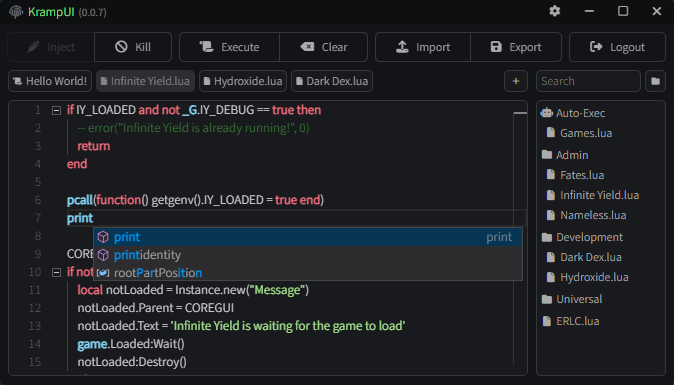 KrampUI (0.0.7)
Inject Kill Execute Clear Import Export Logout
Hello World! Infinite Yield.lua Hydroxide.lua Dark Dex.lua + Search
1 if IY_LOADED and not _G.IY_DEBUG == true then
2 -- error("Infinite Yield is already running!", 0)
3 return
4 end
5
6 pcall(function() getgenv().IY_LOADED = true end)
7 print
print print
8
printidentity
9 CORE
rootPartPosition
10 if not
11 local notLoaded = Instance.new("Message")
12 notLoaded.Parent = COREGUI
13 notLoaded.Text = 'Infinite Yield is waiting for the game to load'
14 game.Loaded:Wait()
15 notLoaded:Destroy()
Auto-Exec
Games.lua
Admin
Fates.lua
Infinite Yield.lua
Nameless.lua
Development
Dark Dex.lua
Hydroxide.lua
Universal
ERLC.lua